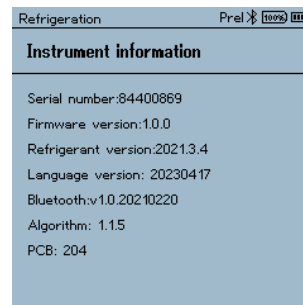 Refrigeration Prel 100%
Instrument information
Serial number:84400869
Firmware version:1.0.0
Refrigerant version:2021.3.4
Language version: 20230417
Bluetooth:v1.0.20210220
Algorithm: 1.1.5
PCB: 204